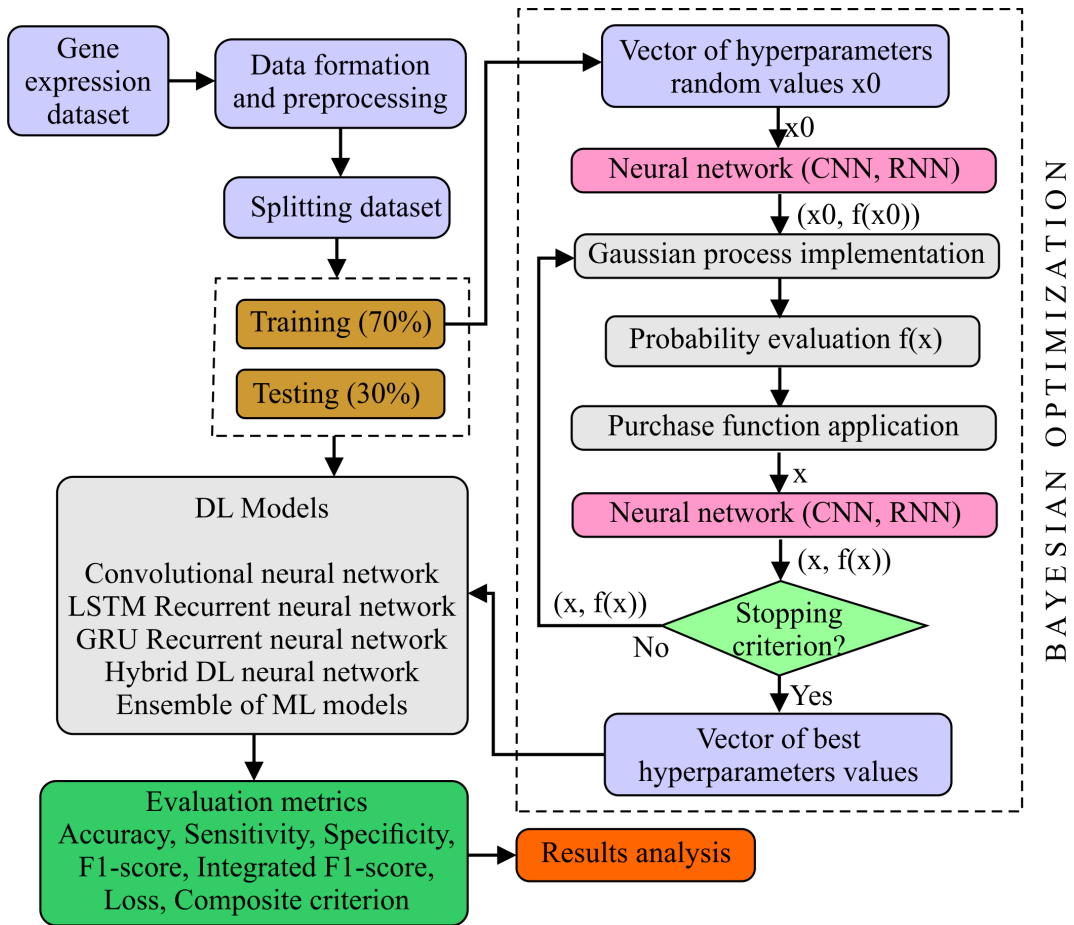 Gene
expression
dataset
Data formation
and preprocessing
Splitting dataset
Training (70%)
Testing (30%)
DL Models
Convolutional neural network
LSTM Recurrent neural network
GRU Recurrent neural network
Hybrid DL neural network
Ensemble of ML models
Evaluation metrics
Accuracy, Sensitivity, Specificity,
F1-score, Integrated F1-score,
Loss, Composite criterion
Results analysis
Vector of hyperparameters
random values x0
x0
Neural network (CNN, RNN)
(x0, f(x0))
Gaussian process implementation
Probability evaluation f(x)
Purchase function application
x
Neural network (CNN, RNN)
(x, f(x))
(x, f(x))
Stopping
criterion?
No
Yes
Vector of best
hyperparameters values
BAYESIAN OPTIMIZATION